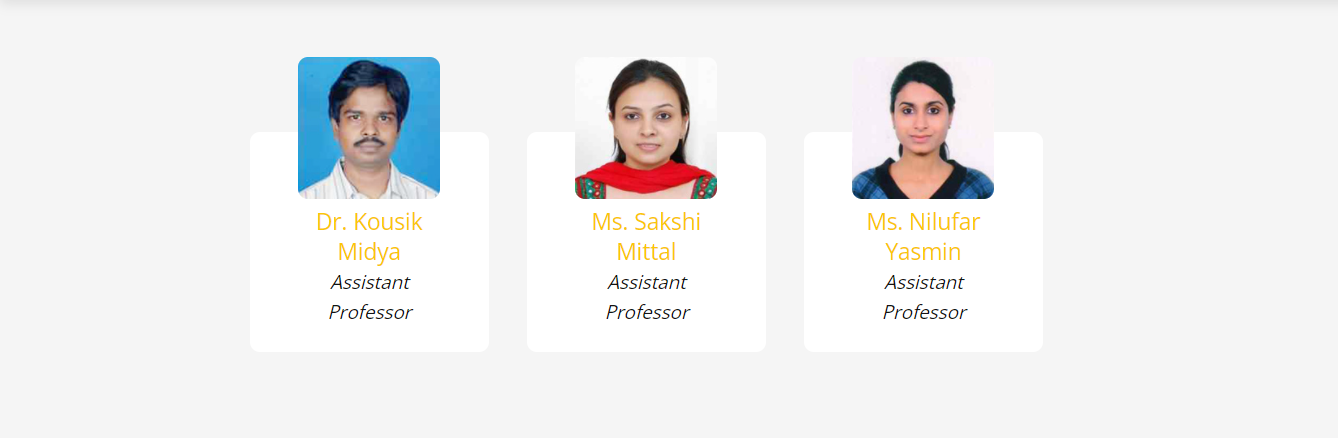 Dr. Kousik
Midya
Assistant
Professor
Ms. Sakshi
Mittal
Assistant
Professor
Ms. Nilufar
Yasmin
Assistant
Professor